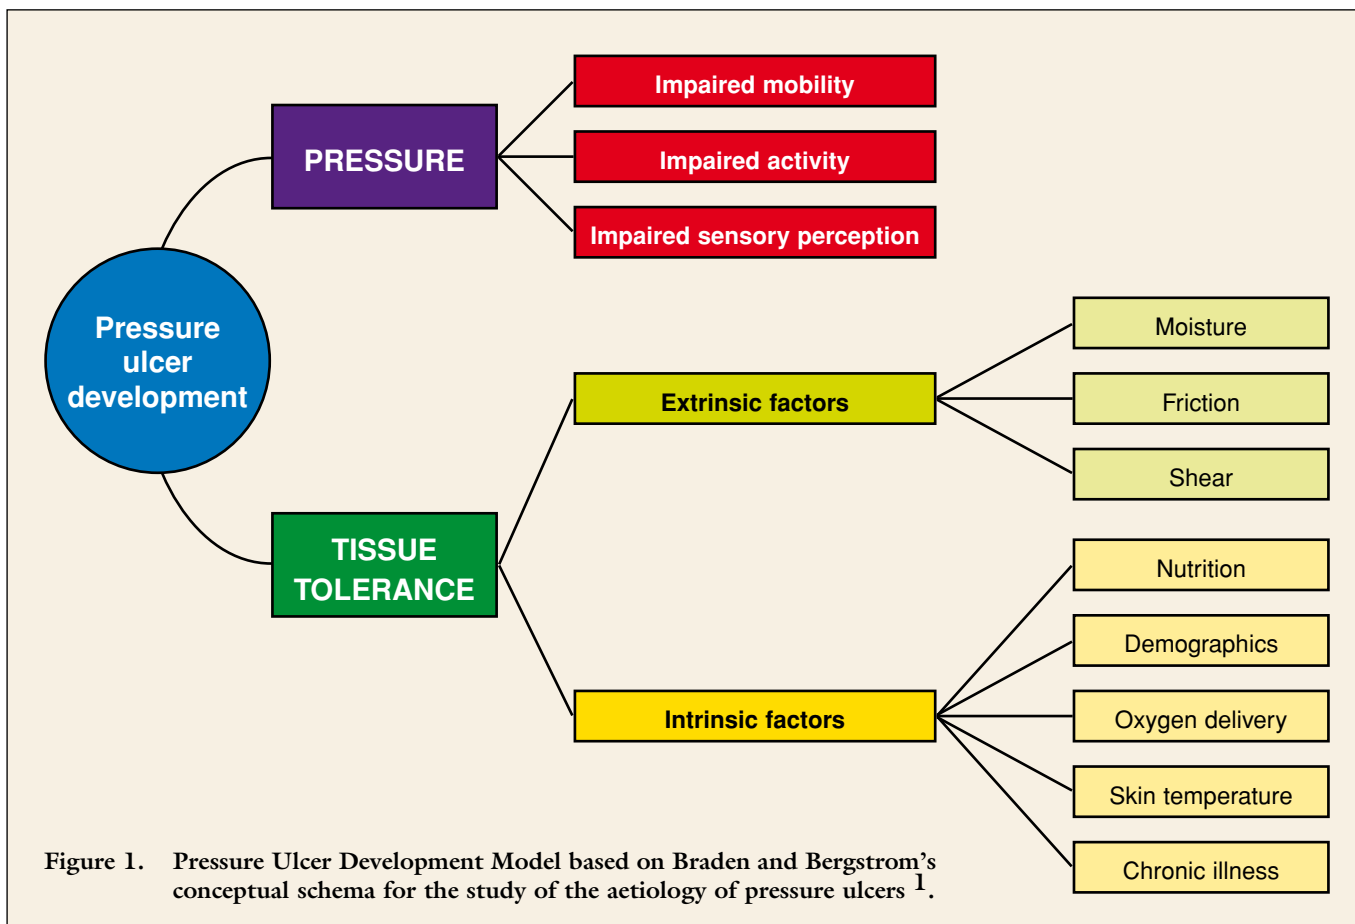 Impaired mobility
PRESSURE
Impaired activity
Impaired sensory perception
Pressure
ulcer
development
Moisture
Extrinsic factors
Friction
Shear
TISSUE
TOLERANCE
Nutrition
Demographics
Intrinsic factors
Oxygen delivery
Skin temperature
Chronic illness
Figure 1. Pressure Ulcer Development Model based on Braden and Bergstrom's
conceptual schema for the study of the aetiology of pressure ulcers 1.